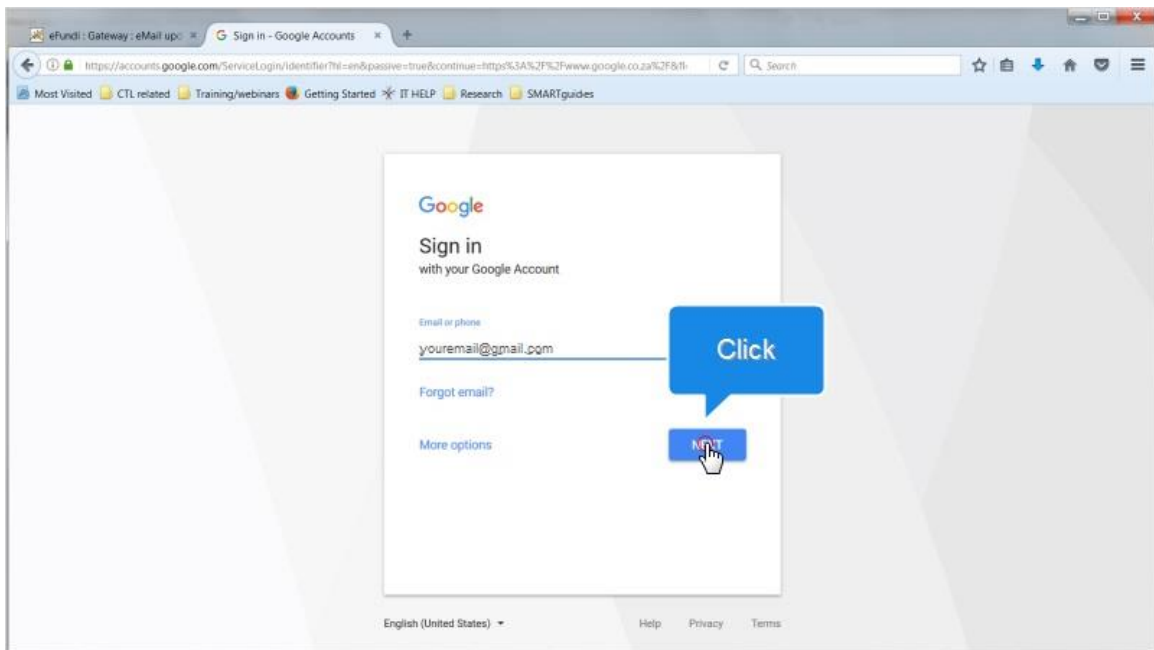 eFundi : Gateway : eMail upd
Sign in - Google Accounts
https://accounts.google.com/ServiceLogin/identifier?hl=en&passive=true&continue=https%3A%2F%2Fwww.google.co.za%2F&fl
Search
Most Visited CTL related Training/webinars Getting Started IT HELP Research SMARTguides
Google
Sign in
with your Google Account
Email or phone
youremail@gmail.com
Click
Forgot email?
More options
NEXT
English (United States)
Help Privacy Terms